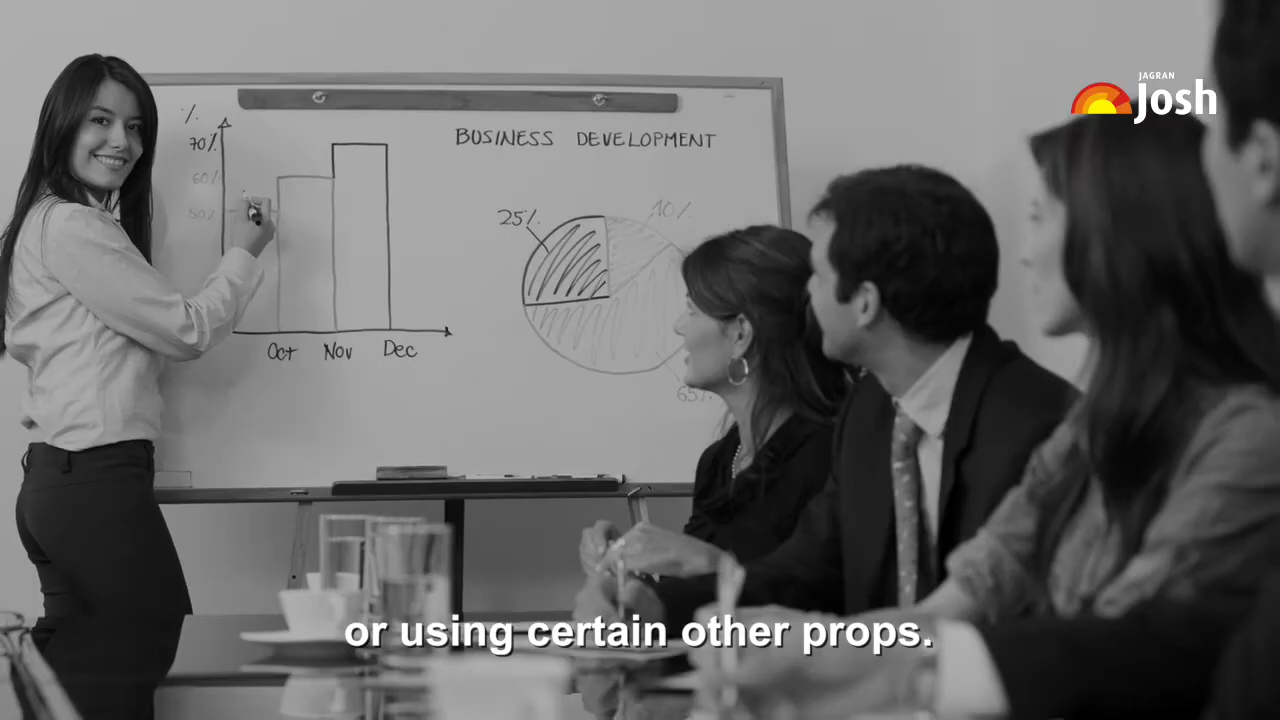 JAGRAN
Josh
%
70%
60%
50%
Oct Nov Dec
BUSINESS DEVELOPMENT
25%
10%
65%
or using certain other props.